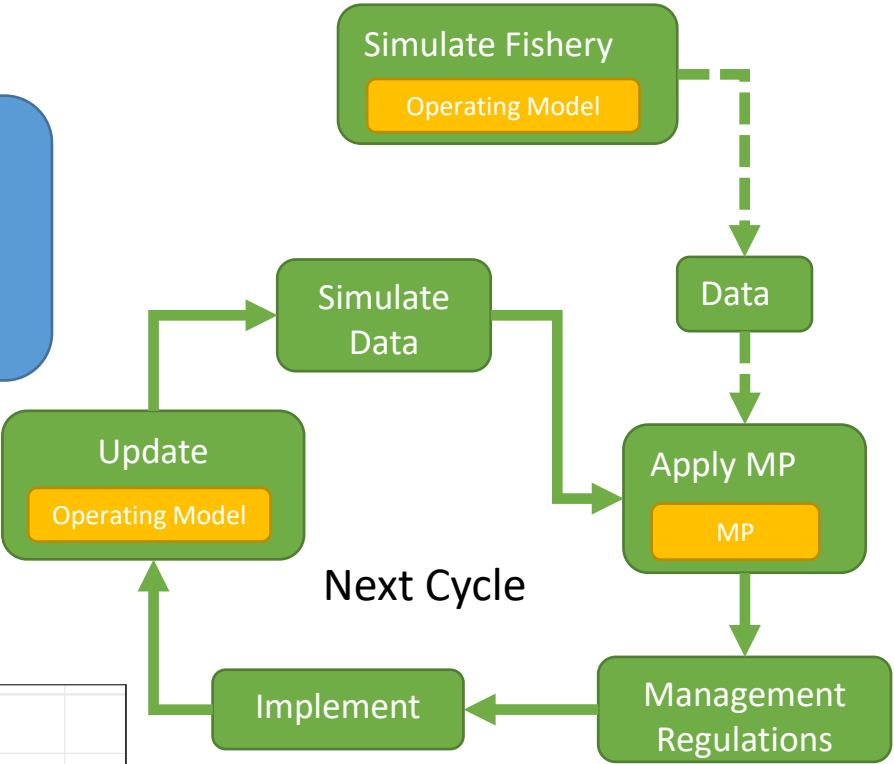 Simulate Fishery
Operating Model
Data
Simulate
Data
Update
Operating Model
Apply MP
MP
Next Cycle
Implement
Management
Regulations